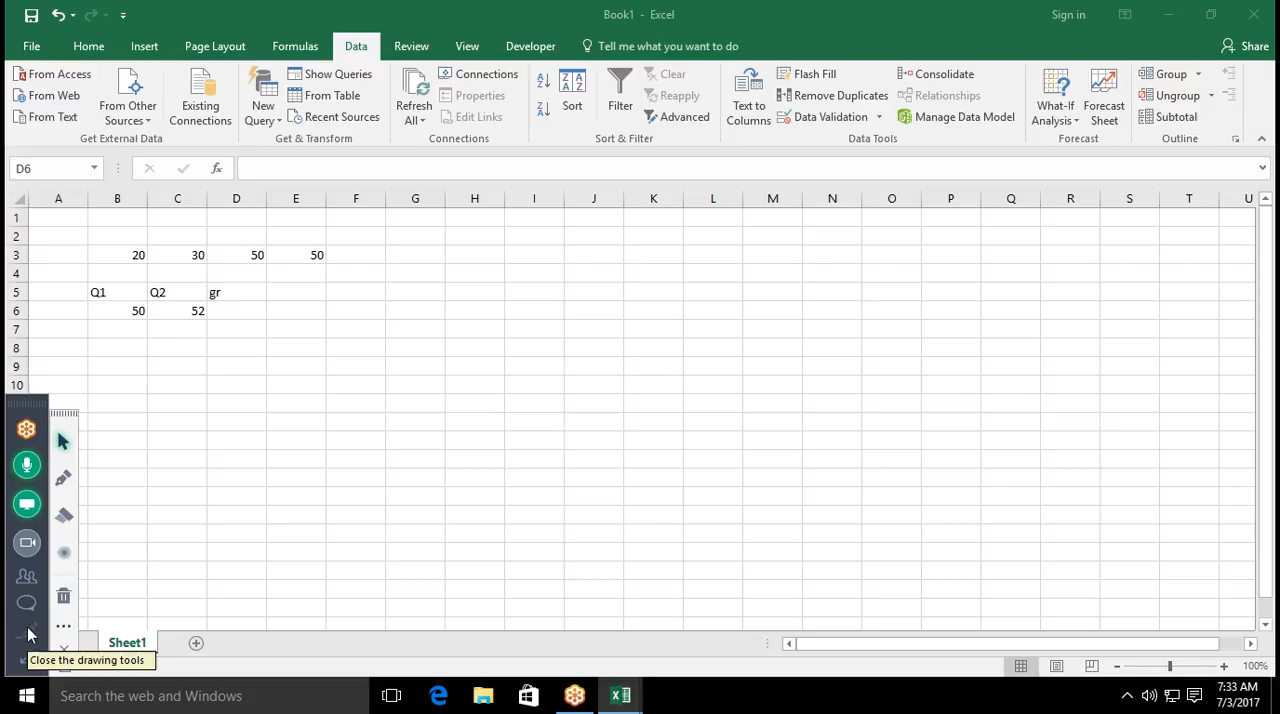 Book1 - Excel
Sign in
File Home Insert Page Layout Formulas Data Review View Developer Tell me what you want to do Share
From Access
From Web
From Text
From Other Sources
Existing Connections
Get External Data
New Query
Show Queries
From Table
Recent Sources
Get & Transform
Refresh All
Connections
Properties
Edit Links
Connections
Sort
Filter
Clear
Reapply
Advanced
Sort & Filter
Text to Columns
Flash Fill
Remove Duplicates
Data Validation
Consolidate
Relationships
Manage Data Model
Data Tools
What-If Analysis
Forecast Sheet
Forecast
Group
Ungroup
Subtotal
Outline
D6 fx
A B C D E F G H I J K L M N O P Q R S T U
1
2
3 20 30 50 50
4
5 Q1 Q2 gr
6 50 52
7
8
9
10
Sheet1
Close the drawing tools
100%
Search the web and Windows
7:33 AM
7/3/2017